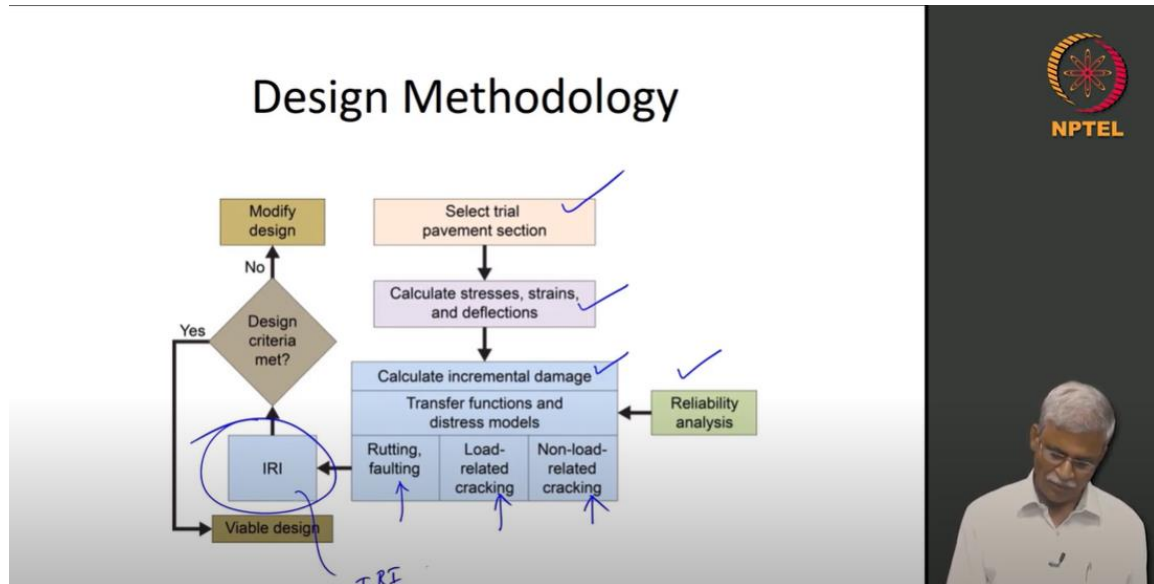 Design Methodology
NPTEL
Modify
design
No
Design
criteria
met?
Yes
IRI
Viable design
Select trial
pavement section
Calculate stresses, strains,
and deflections
Calculate incremental damage
Transfer functions and
distress models
Rutting,
faulting
Load-
related
cracking
Non-load-
related
cracking
Reliability
analysis
IRI